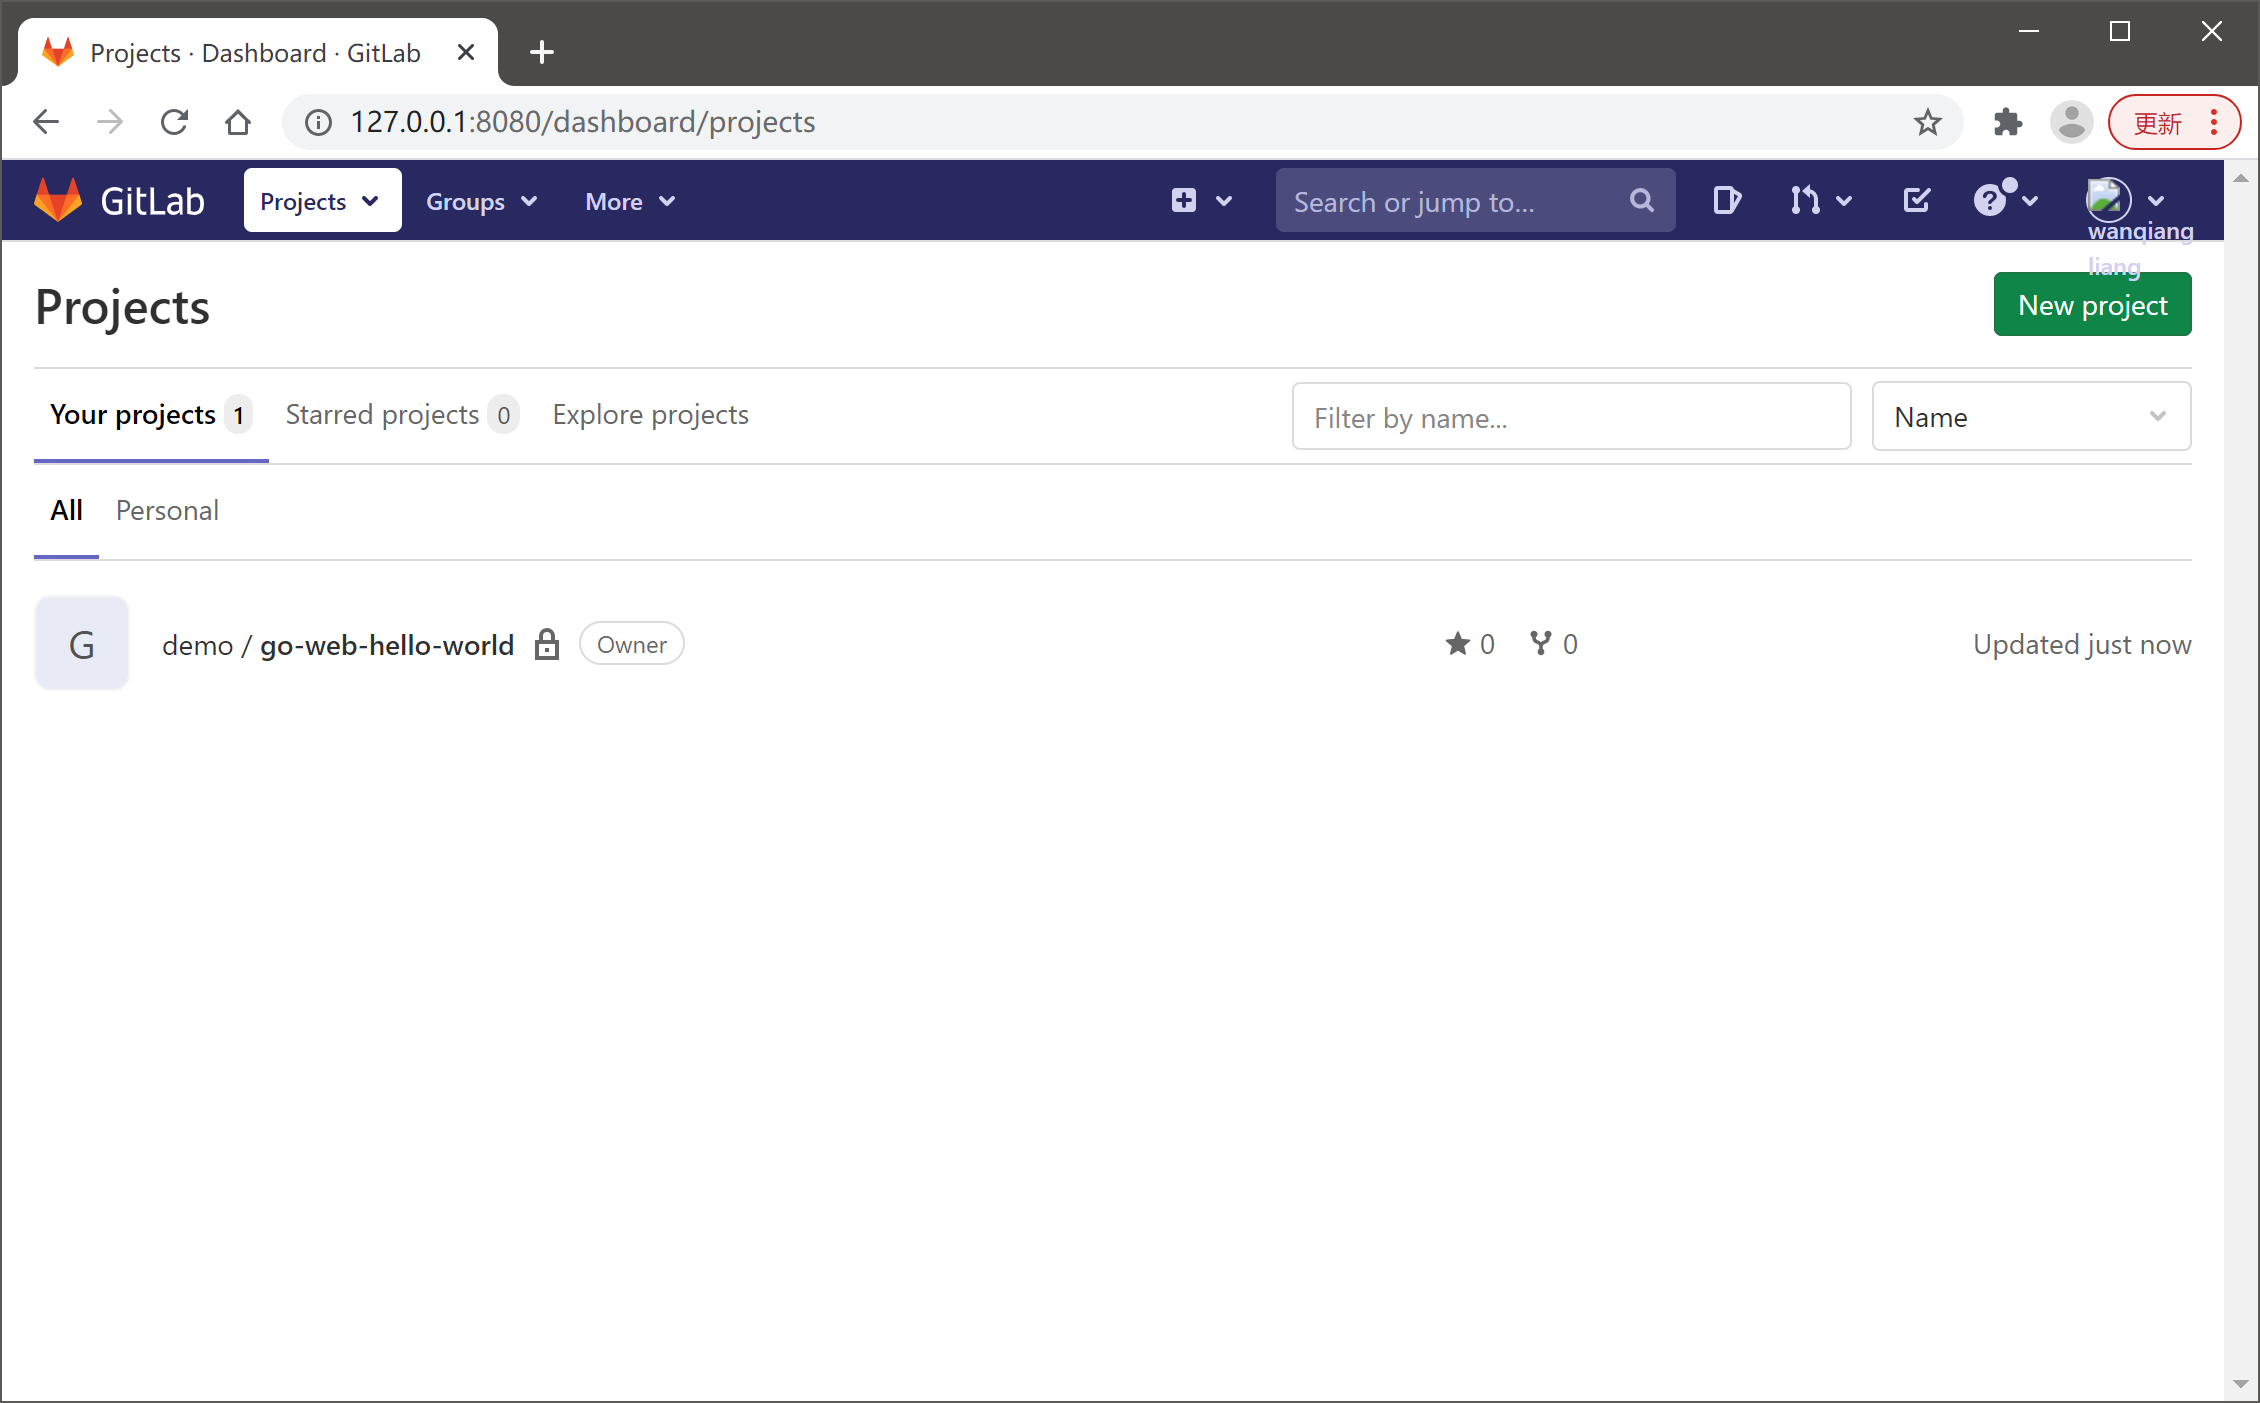 Projects · Dashboard · GitLab
127.0.0.1:8080/dashboard/projects
更新
GitLab Projects Groups More Search or jump to...
wanqiang
liang
Projects New project
Your projects 1 Starred projects 0 Explore projects Filter by name... Name
All Personal
G demo / go-web-hello-world Owner 0 0 Updated just now